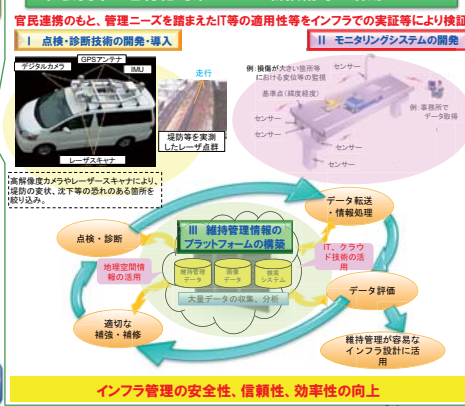 官民連携のもと、管理ニーズを踏まえたIT等の適用性等をインフラでの実証等により検証
Ⅰ 点検・診断技術の開発・導入
Ⅱ モニタリングシステムの開発
GPSアンテナ
デジタルカメラ
IMU
走行
レーザスキャナ
堤防等を実測
したレーザ点群
高解像度カメラやレーザースキャナにより、
堤防の変状、沈下等の恐れのある箇所を
絞り込み。
例:損傷が大きい箇所等
における変位等の監視
センサー
センサー
基準点(緯度経度)
例:事務所で
データ取得
センサー
センサー
センサー
データ転送
・情報処理
点検・診断
Ⅲ 維持管理情報の
プラットフォームの構築
地理空間情
報の活用
IT、クラウ
ド技術の活
用
維持管理
データ
画像
データ
検索
システム
大量データの収集、分析
データ評価
適切な
補強・補修
維持管理が容易な
インフラ設計に活
用
インフラ管理の安全性、信頼性、効率性の向上